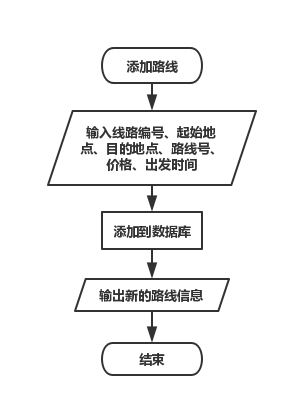 添加路线
输入线路编号、起始地
点、目的地点、路线号、
价格、出发时间
添加到数据库
输出新的路线信息
结束